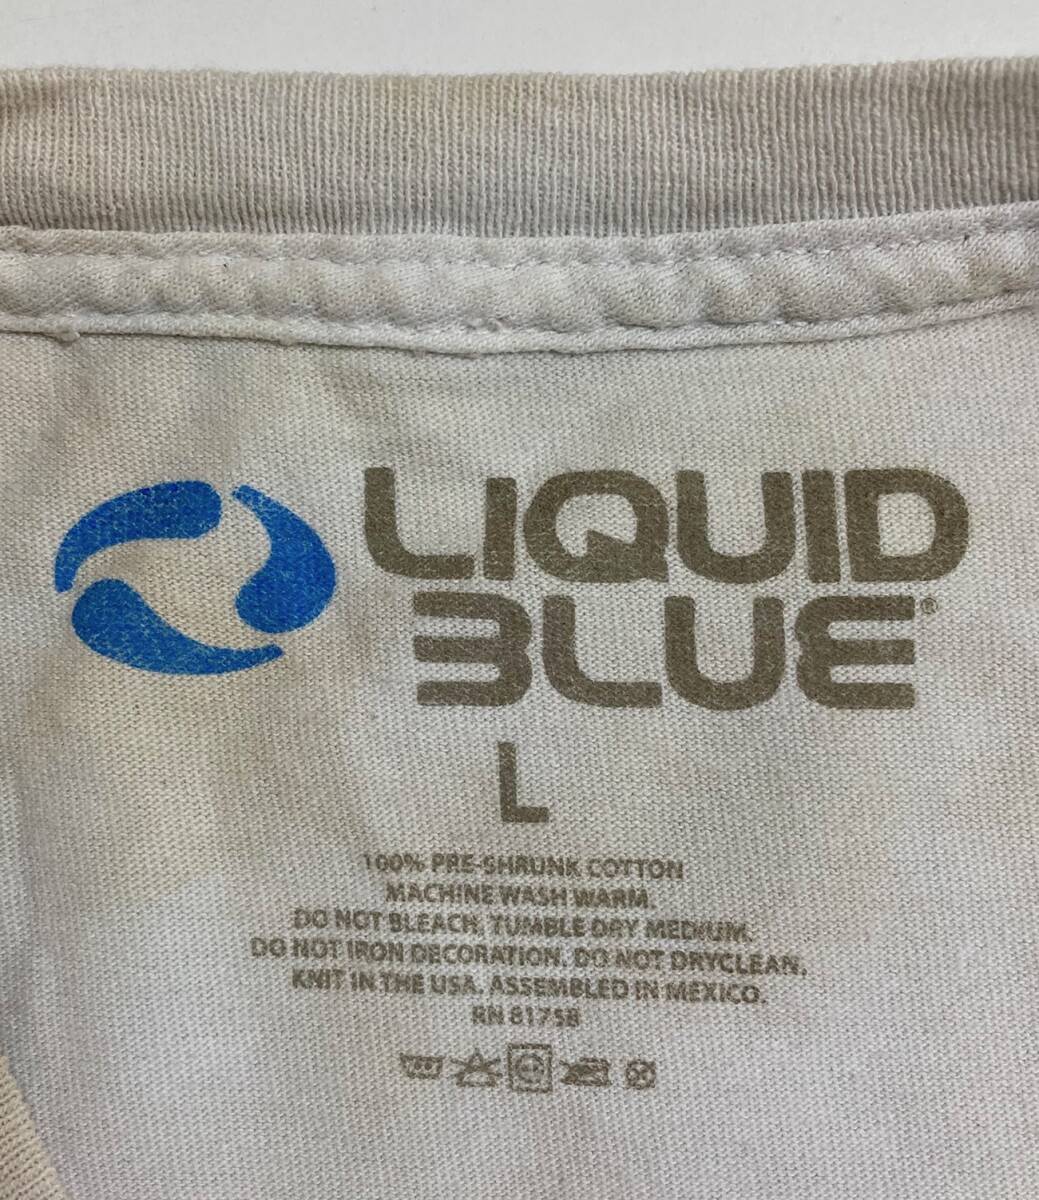 LIQUID
BLUE®
L
100% PRE-SHRUNK COTTON
MACHINE WASH WARM.
DO NOT BLEACH. TUMBLE DRY MEDIUM.
DO NOT IRON DECORATION. DO NOT DRYCLEAN.
KNIT IN THE USA. ASSEMBLED IN MEXICO.
RN 81758